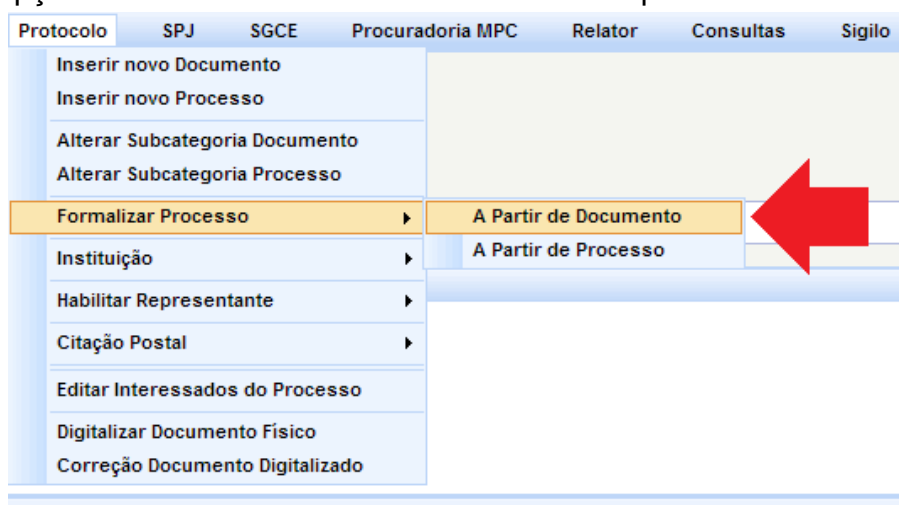 Protocolo SPJ SGCE Procuradoria MPC Relator Consultas Sigilo
Inserir novo Documento
Inserir novo Processo
Alterar Subcategoria Documento
Alterar Subcategoria Processo
Formalizar Processo
A Partir de Documento
A Partir de Processo
Instituição
Habilitar Representante
Citação Postal
Editar Interessados do Processo
Digitalizar Documento Físico
Correção Documento Digitalizado